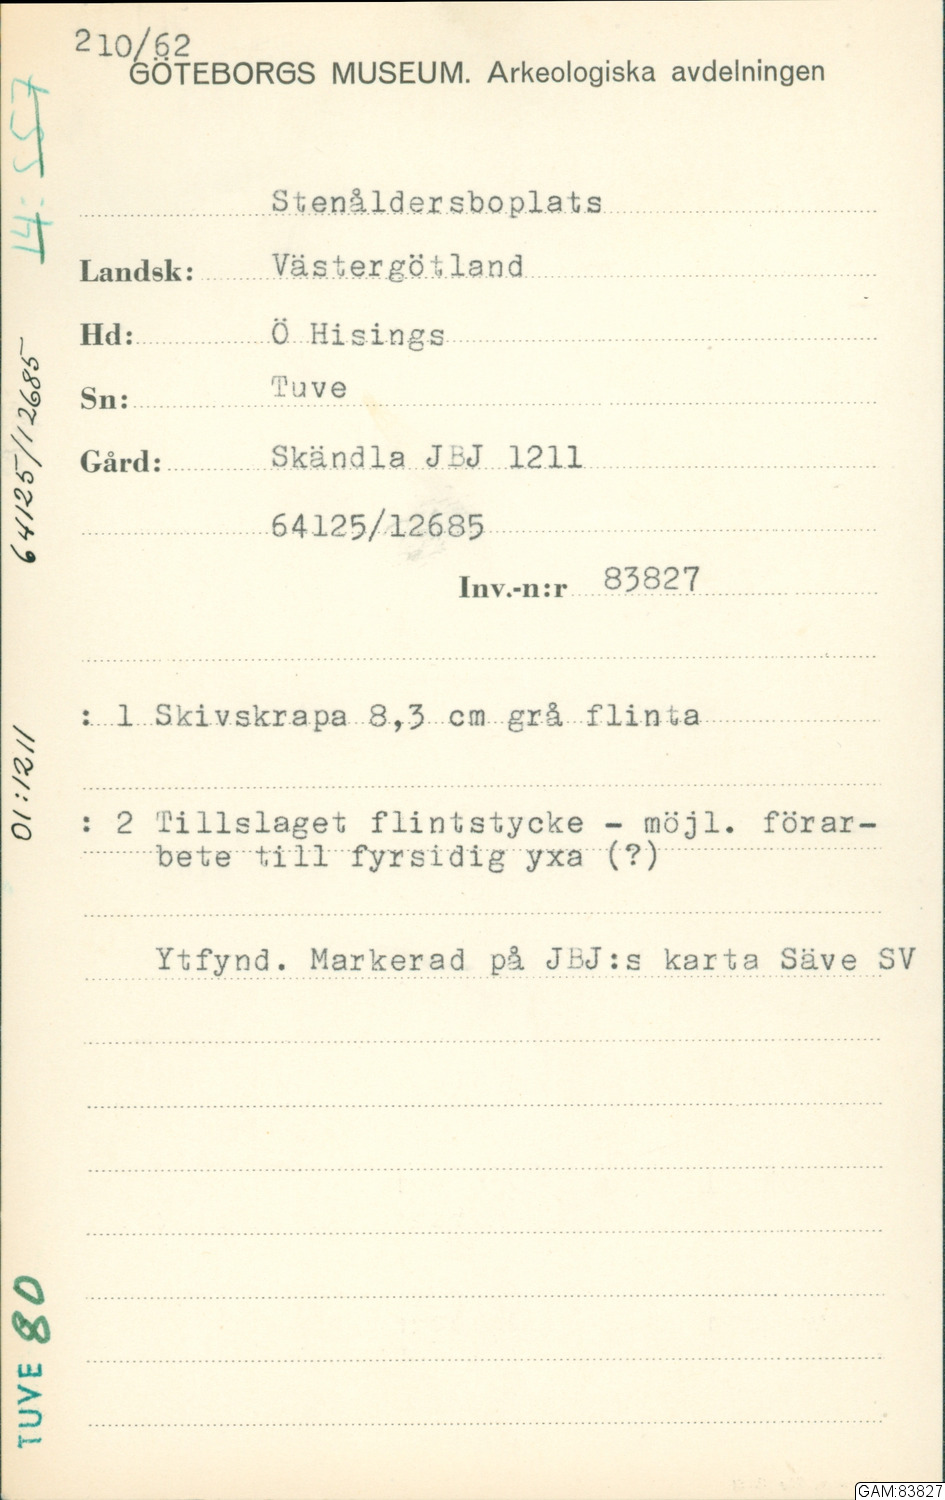 210/62
GÖTEBORGS MUSEUM. Arkeologiska avdelningen
Stenåldersboplats
Landsk: Västergötland
Hd: Ö Hisings
Sn: Tuve
Gård: Skändla JBJ 1211
64125/12685
Inv.-n:r 83827
: 1 Skivskrapa 8,3 cm grå flinta
: 2 Tillslaget flintstycke - möjl. förar-
bete till fyrsidig yxa (?)
Ytfynd. Markerad på JBJ:s karta Säve SV
14:557
64125/12685
01:1211
TUVE 80
GAM:83827